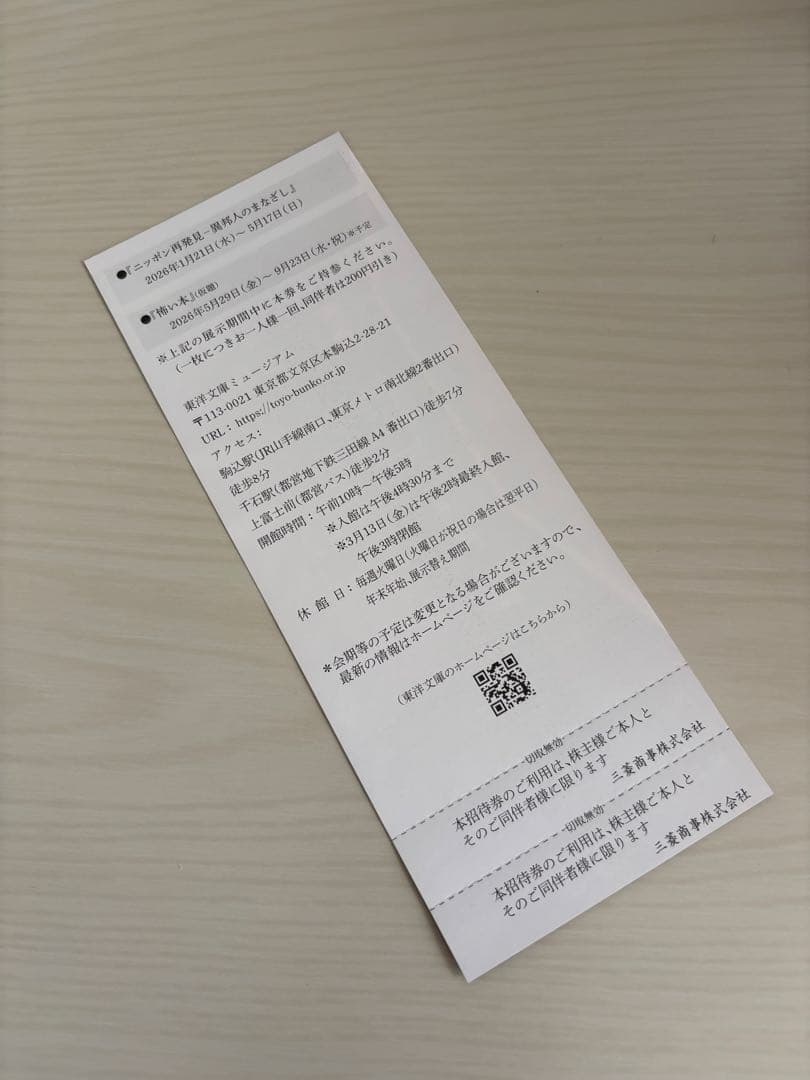 ●『ニッポン再発見－異邦人のまなざし』
2026年1月21日(水)～5月17日(日)
●『怖い本』(仮題)
2026年5月29日(金)～9月23日(水・祝)※予定
※上記の展示期間中に本券をご持参ください。
(一枚につきお一人様一回、同伴者は200円引き)
東洋文庫ミュージアム
〒113-0021 東京都文京区本駒込2-28-21
URL：https://toyo-bunko.or.jp
アクセス：
駒込駅(JR山手線南口、東京メトロ南北線2番出口)
徒歩8分
千石駅(都営地下鉄三田線 A4 番出口)徒歩7分
上富士前(都営バス)徒歩2分
開館時間：午前10時～午後5時
※入館は午後4時30分まで
※3月13日(金)は午後2時最終入館、
午後3時閉館
休館日：毎週火曜日(火曜日が祝日の場合は翌平日)
年末年始、展示替え期間
＊会期等の予定は変更となる場合がございますので、
最新の情報はホームページをご確認ください。
(東洋文庫のホームページはこちらから)
切取無効
本招待券のご利用は、株主様ご本人と
そのご同伴者様に限ります
三菱商事株式会社
切取無効
本招待券のご利用は、株主様ご本人と
そのご同伴者様に限ります
三菱商事株式会社